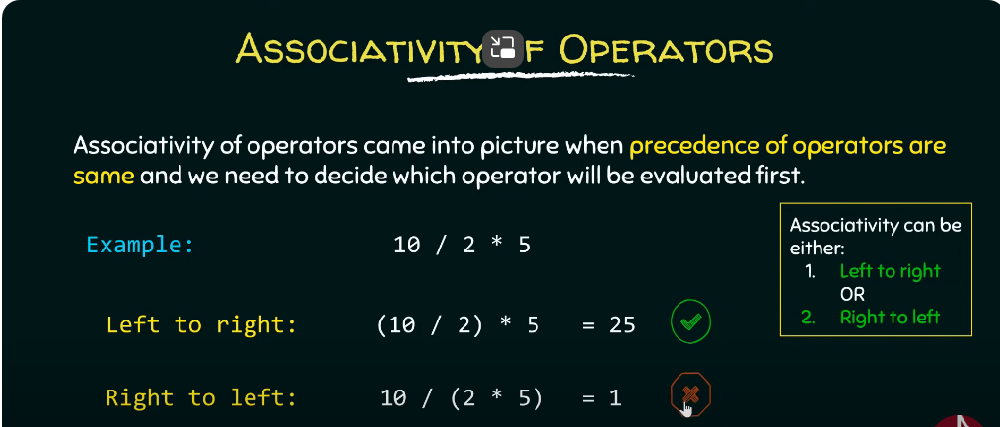 ASSOCIATIVITY OF OPERATORS
Associativity of operators came into picture when precedence of operators are
same and we need to decide which operator will be evaluated first.
Example: 10 / 2 * 5
Left to right: (10 / 2) * 5 = 25
Right to left: 10 / (2 * 5) = 1
Associativity can be
either:
1. Left to right
OR
2. Right to left